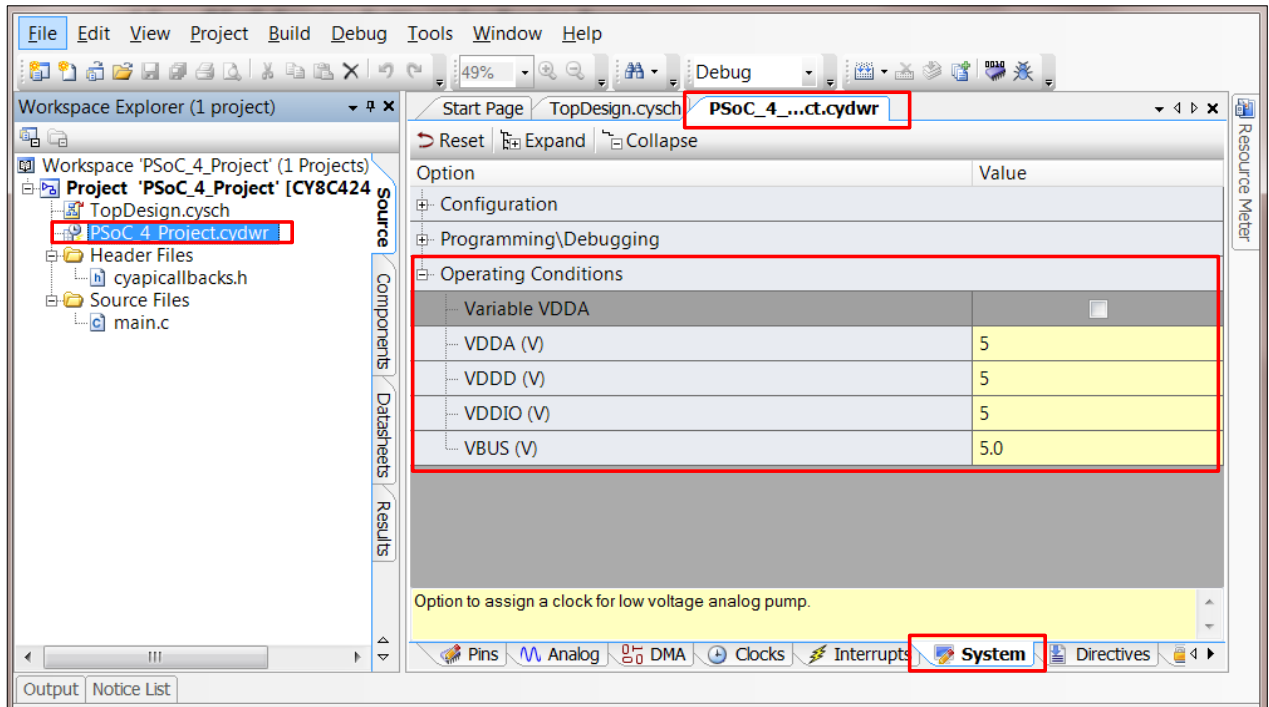 File Edit View Project Build Debug Tools Window Help
49% Debug
Workspace Explorer (1 project)
Start Page TopDesign.cysch PSoC_4_...ct.cydwr
Reset Expand Collapse
Workspace 'PSoC_4_Project' (1 Projects)
Project 'PSoC_4_Project' [CY8C424
TopDesign.cysch
PSoC_4_Project.cydwr
Header Files
cyapicallbacks.h
Source Files
main.c
Source
Components
Datasheets
Results
Option Value
Configuration
Programming\Debugging
Operating Conditions
Variable VDDA
VDDA (V) 5
VDDD (V) 5
VDDIO (V) 5
VBUS (V) 5.0
Option to assign a clock for low voltage analog pump.
Pins Analog DMA Clocks Interrupts System Directives
Resource Meter
Output Notice List